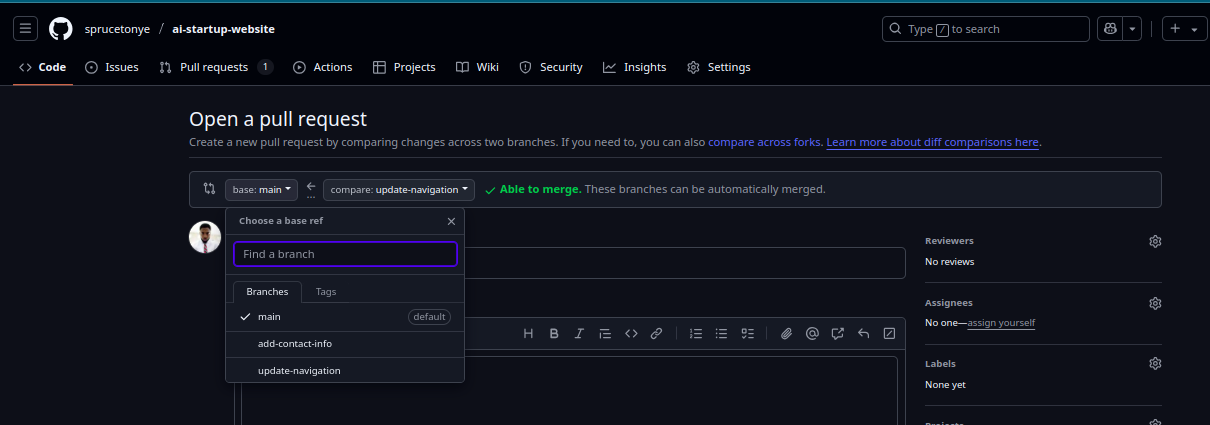 sprucetonye / ai-startup-website
Type / to search
Code Issues Pull requests 1 Actions Projects Wiki Security Insights Settings
Open a pull request
Create a new pull request by comparing changes across two branches. If you need to, you can also compare across forks. Learn more about diff comparisons here.
base: main ← ... compare: update-navigation ✓ Able to merge. These branches can be automatically merged.
Choose a base ref
Find a branch
Branches Tags
main default
add-contact-info
update-navigation
H B I
Reviewers
No reviews
Assignees
No one—assign yourself
Labels
None yet
Projects